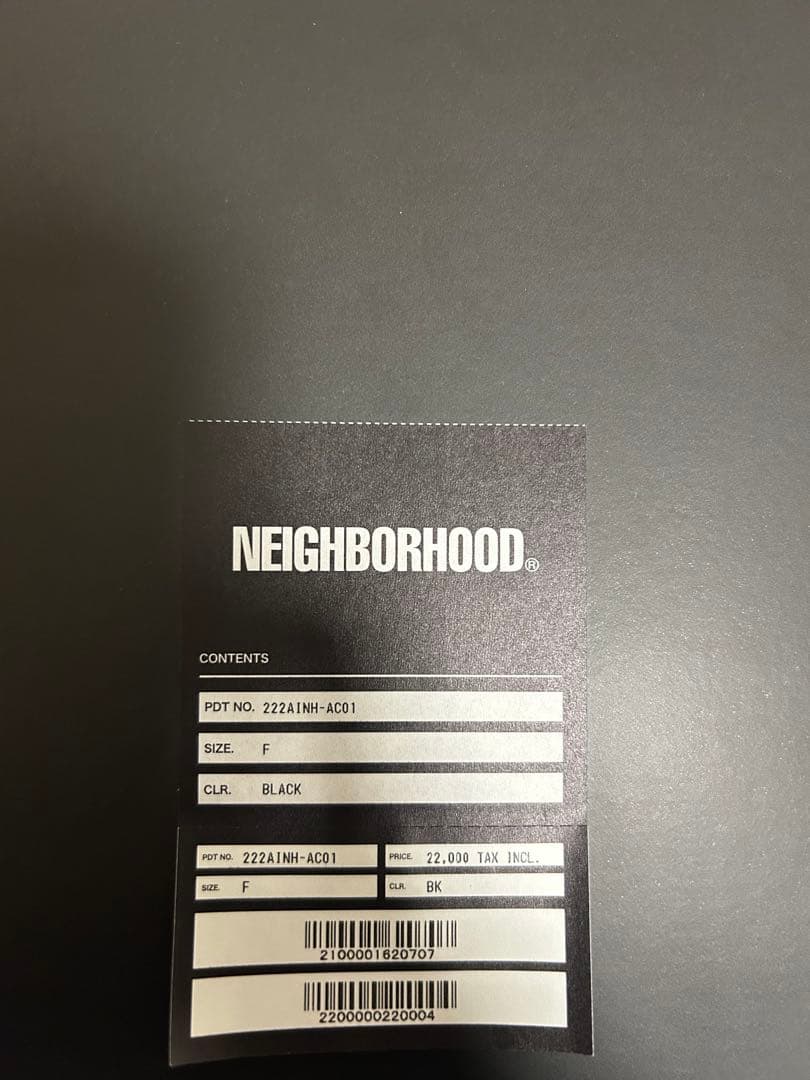 NEIGHBORHOOD®
CONTENTS
PDT NO. 222AINH-AC01
SIZE. F
CLR. BLACK
PDT NO. 222AINH-AC01 PRICE. 22,000 TAX INCL.
SIZE. F CLR. BK
2100001620707
2200000220004